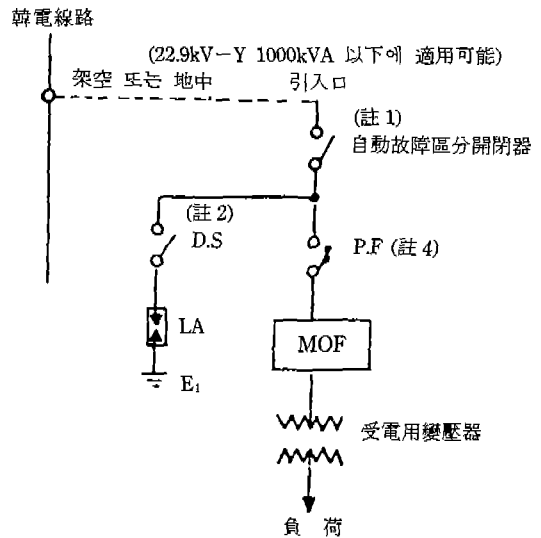 韓電線路
(22.9kV－Y 1000kVA 以下에 適用可能)
架空 또는 地中 引入口
(註 1)
自動故障區分開閉器
(註 2)
D.S
P.F (註 4)
LA
MOF
E₁
受電用變壓器
負 荷